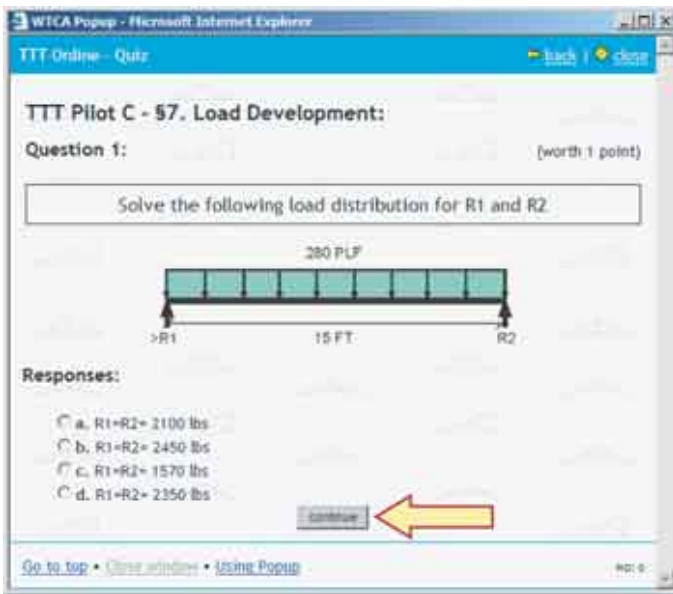 WTCA Popup - Microsoft Internet Explorer
TTT Online - Quiz back | close
TTT Pilot C - §7. Load Development:
Question 1: (worth 1 point)
Solve the following load distribution for R1 and R2
280 PLF
>R1 15 FT R2
Responses:
a. R1=R2= 2100 lbs
b. R1=R2= 2450 lbs
c. R1=R2= 1570 lbs
d. R1=R2= 2350 lbs
continue
Go to top • Close window • Using Popup